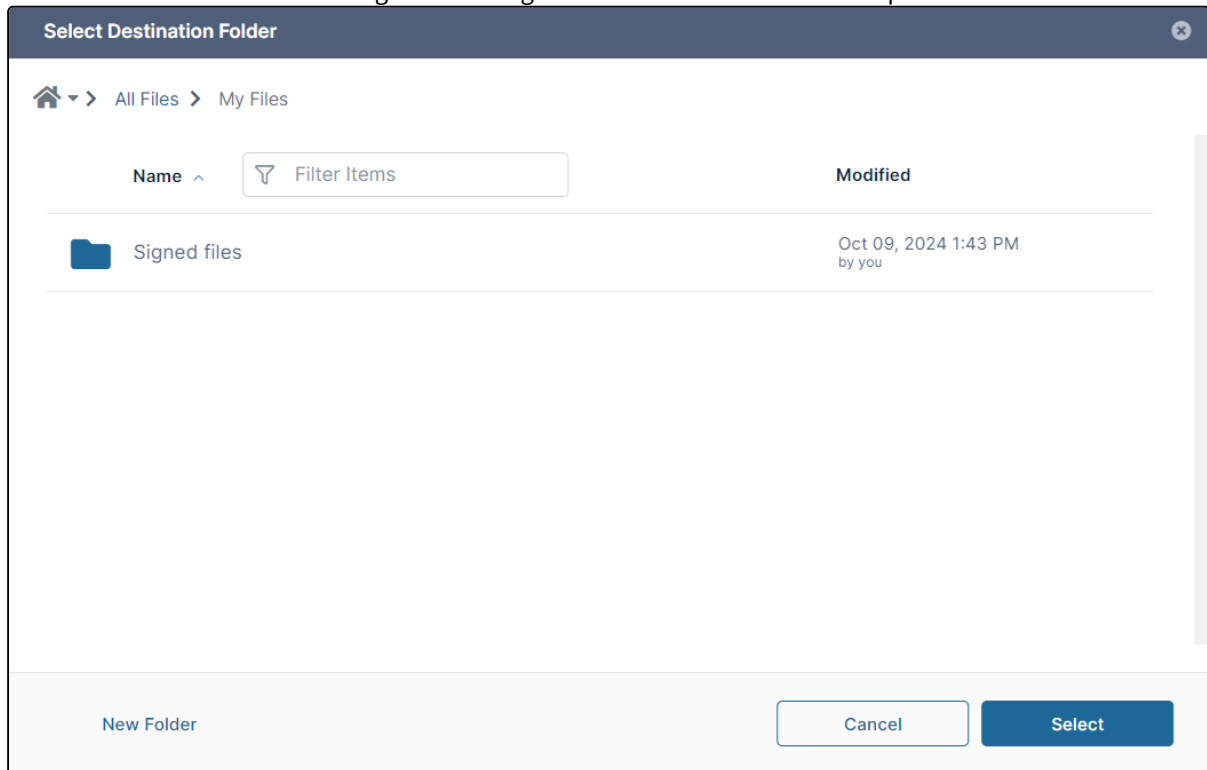 Select Destination Folder
All Files My Files
Name Filter Items Modified
Signed files Oct 09, 2024 1:43 PM
by you
New Folder Cancel Select